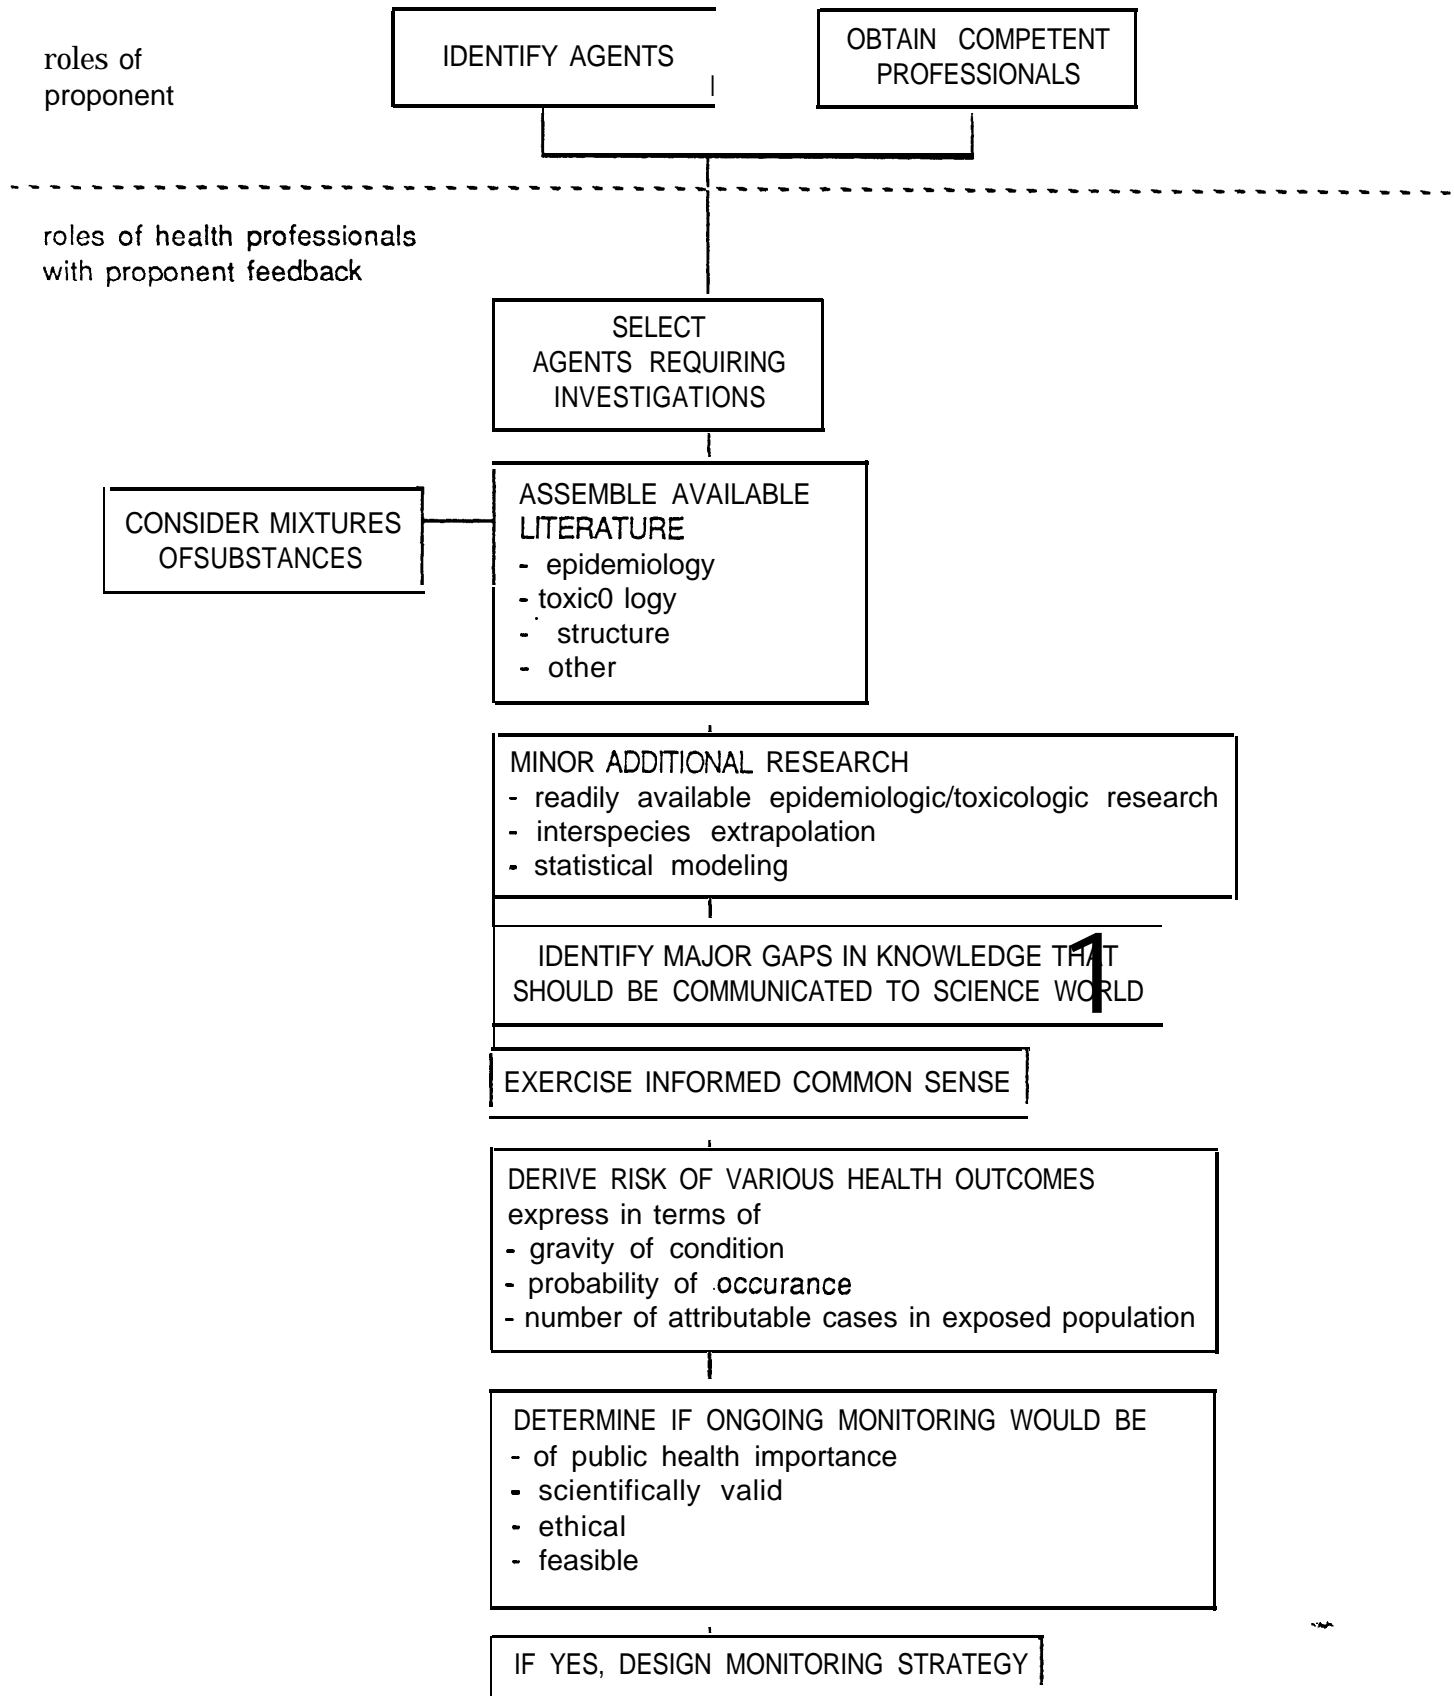 roles of
proponent
IDENTIFY AGENTS
OBTAIN COMPETENT
PROFESSIONALS
roles of health professionals
with proponent feedback
SELECT
AGENTS REQUIRING
INVESTIGATIONS
CONSIDER MIXTURES
OFSUBSTANCES
ASSEMBLE AVAILABLE
LITERATURE
- epidemiology
- toxic0 logy
- structure
- other
MINOR ADDITIONAL RESEARCH
- readily available epidemiologic/toxicologic research
- interspecies extrapolation
- statistical modeling
IDENTIFY MAJOR GAPS IN KNOWLEDGE THAT
SHOULD BE COMMUNICATED TO SCIENCE WORLD
1
EXERCISE INFORMED COMMON SENSE
DERIVE RISK OF VARIOUS HEALTH OUTCOMES
express in terms of
- gravity of condition
- probability of occurance
- number of attributable cases in exposed population
DETERMINE IF ONGOING MONITORING WOULD BE
- of public health importance
- scientifically valid
- ethical
- feasible
IF YES, DESIGN MONITORING STRATEGY